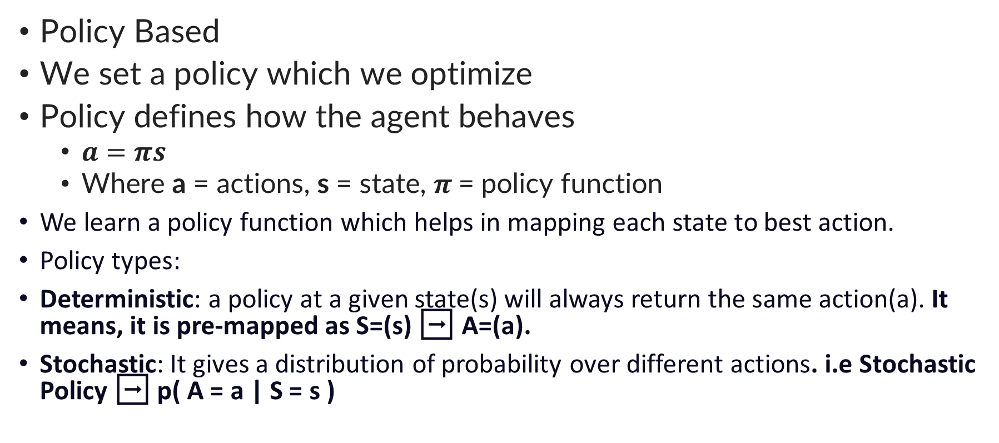 • Policy Based
• We set a policy which we optimize
• Policy defines how the agent behaves
• a = πs
• Where a = actions, s = state, π = policy function
• We learn a policy function which helps in mapping each state to best action.
• Policy types:
• Deterministic: a policy at a given state(s) will always return the same action(a). It
means, it is pre-mapped as S=(s) → A=(a).
• Stochastic: It gives a distribution of probability over different actions. i.e Stochastic
Policy → p( A = a | S = s )